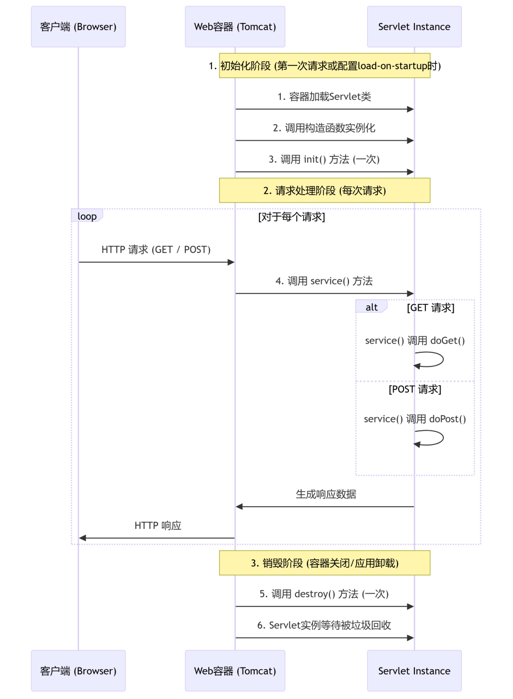 客户端 (Browser)
Web容器 (Tomcat)
Servlet Instance
1. 初始化阶段 (第一次请求或配置load-on-startup时)
1. 容器加载Servlet类
2. 调用构造函数实例化
3. 调用 init() 方法 (一次)
2. 请求处理阶段 (每次请求)
loop
[对于每个请求]
HTTP 请求 (GET / POST)
4. 调用 service() 方法
alt
[GET 请求]
service() 调用 doGet()
[POST 请求]
service() 调用 doPost()
生成响应数据
HTTP 响应
3. 销毁阶段 (容器关闭/应用卸载)
5. 调用 destroy() 方法 (一次)
6. Servlet实例等待被垃圾回收
客户端 (Browser)
Web容器 (Tomcat)
Servlet Instance